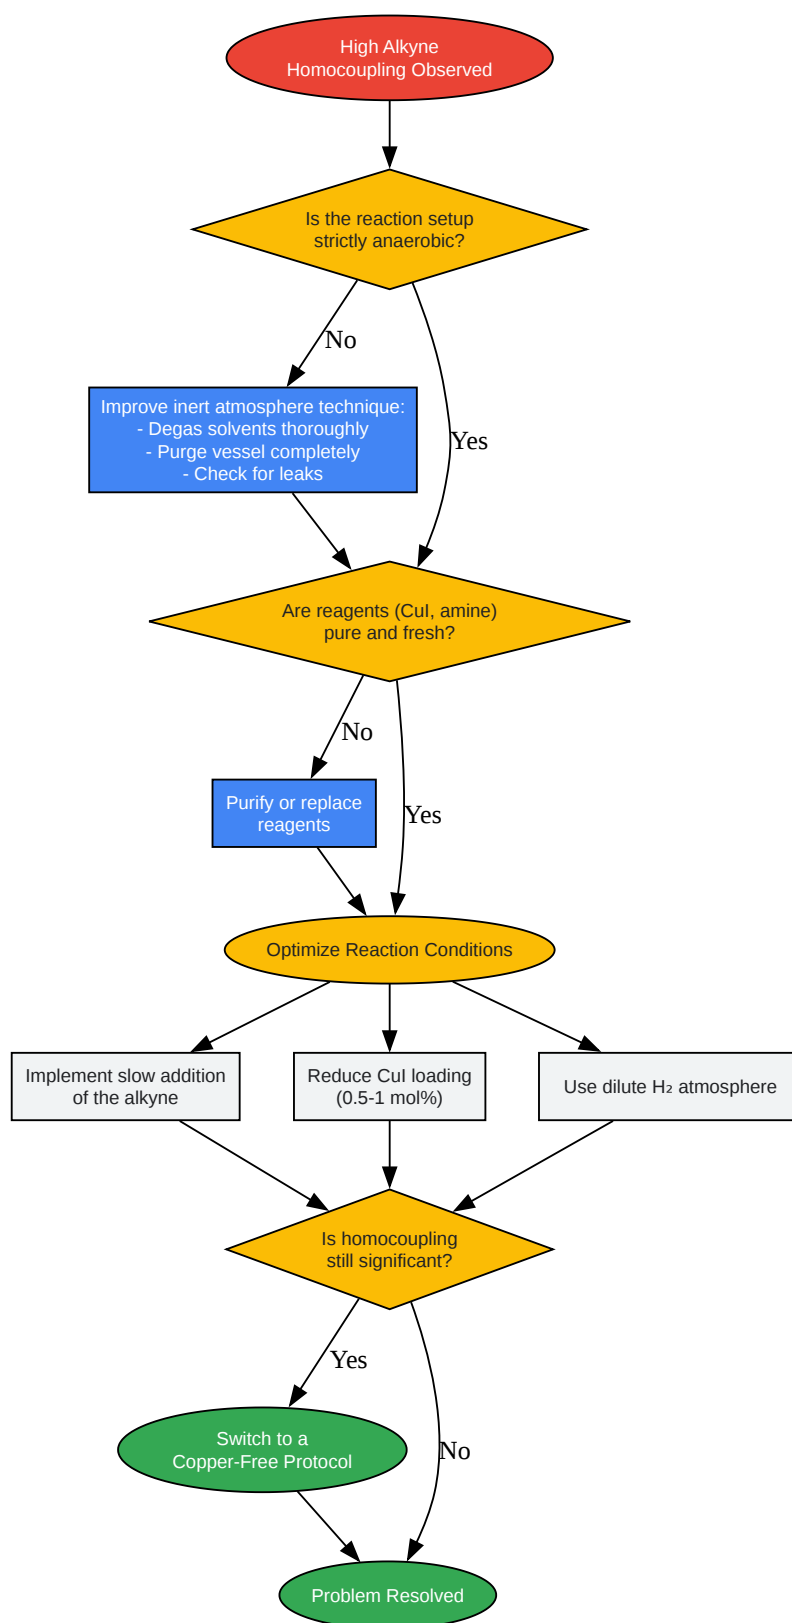 High Alkyne
Homocoupling Observed
Is the reaction setup
strictly anaerobic?
No
Improve inert atmosphere technique:
- Degas solvents thoroughly
- Purge vessel completely
- Check for leaks
Yes
Are reagents (CuI, amine)
pure and fresh?
No
Purify or replace
reagents
Yes
Optimize Reaction Conditions
Implement slow addition
of the alkyne
Reduce CuI loading
(0.5-1 mol%)
Use dilute H₂ atmosphere
Is homocoupling
still significant?
Yes
Switch to a
Copper-Free Protocol
No
Problem Resolved